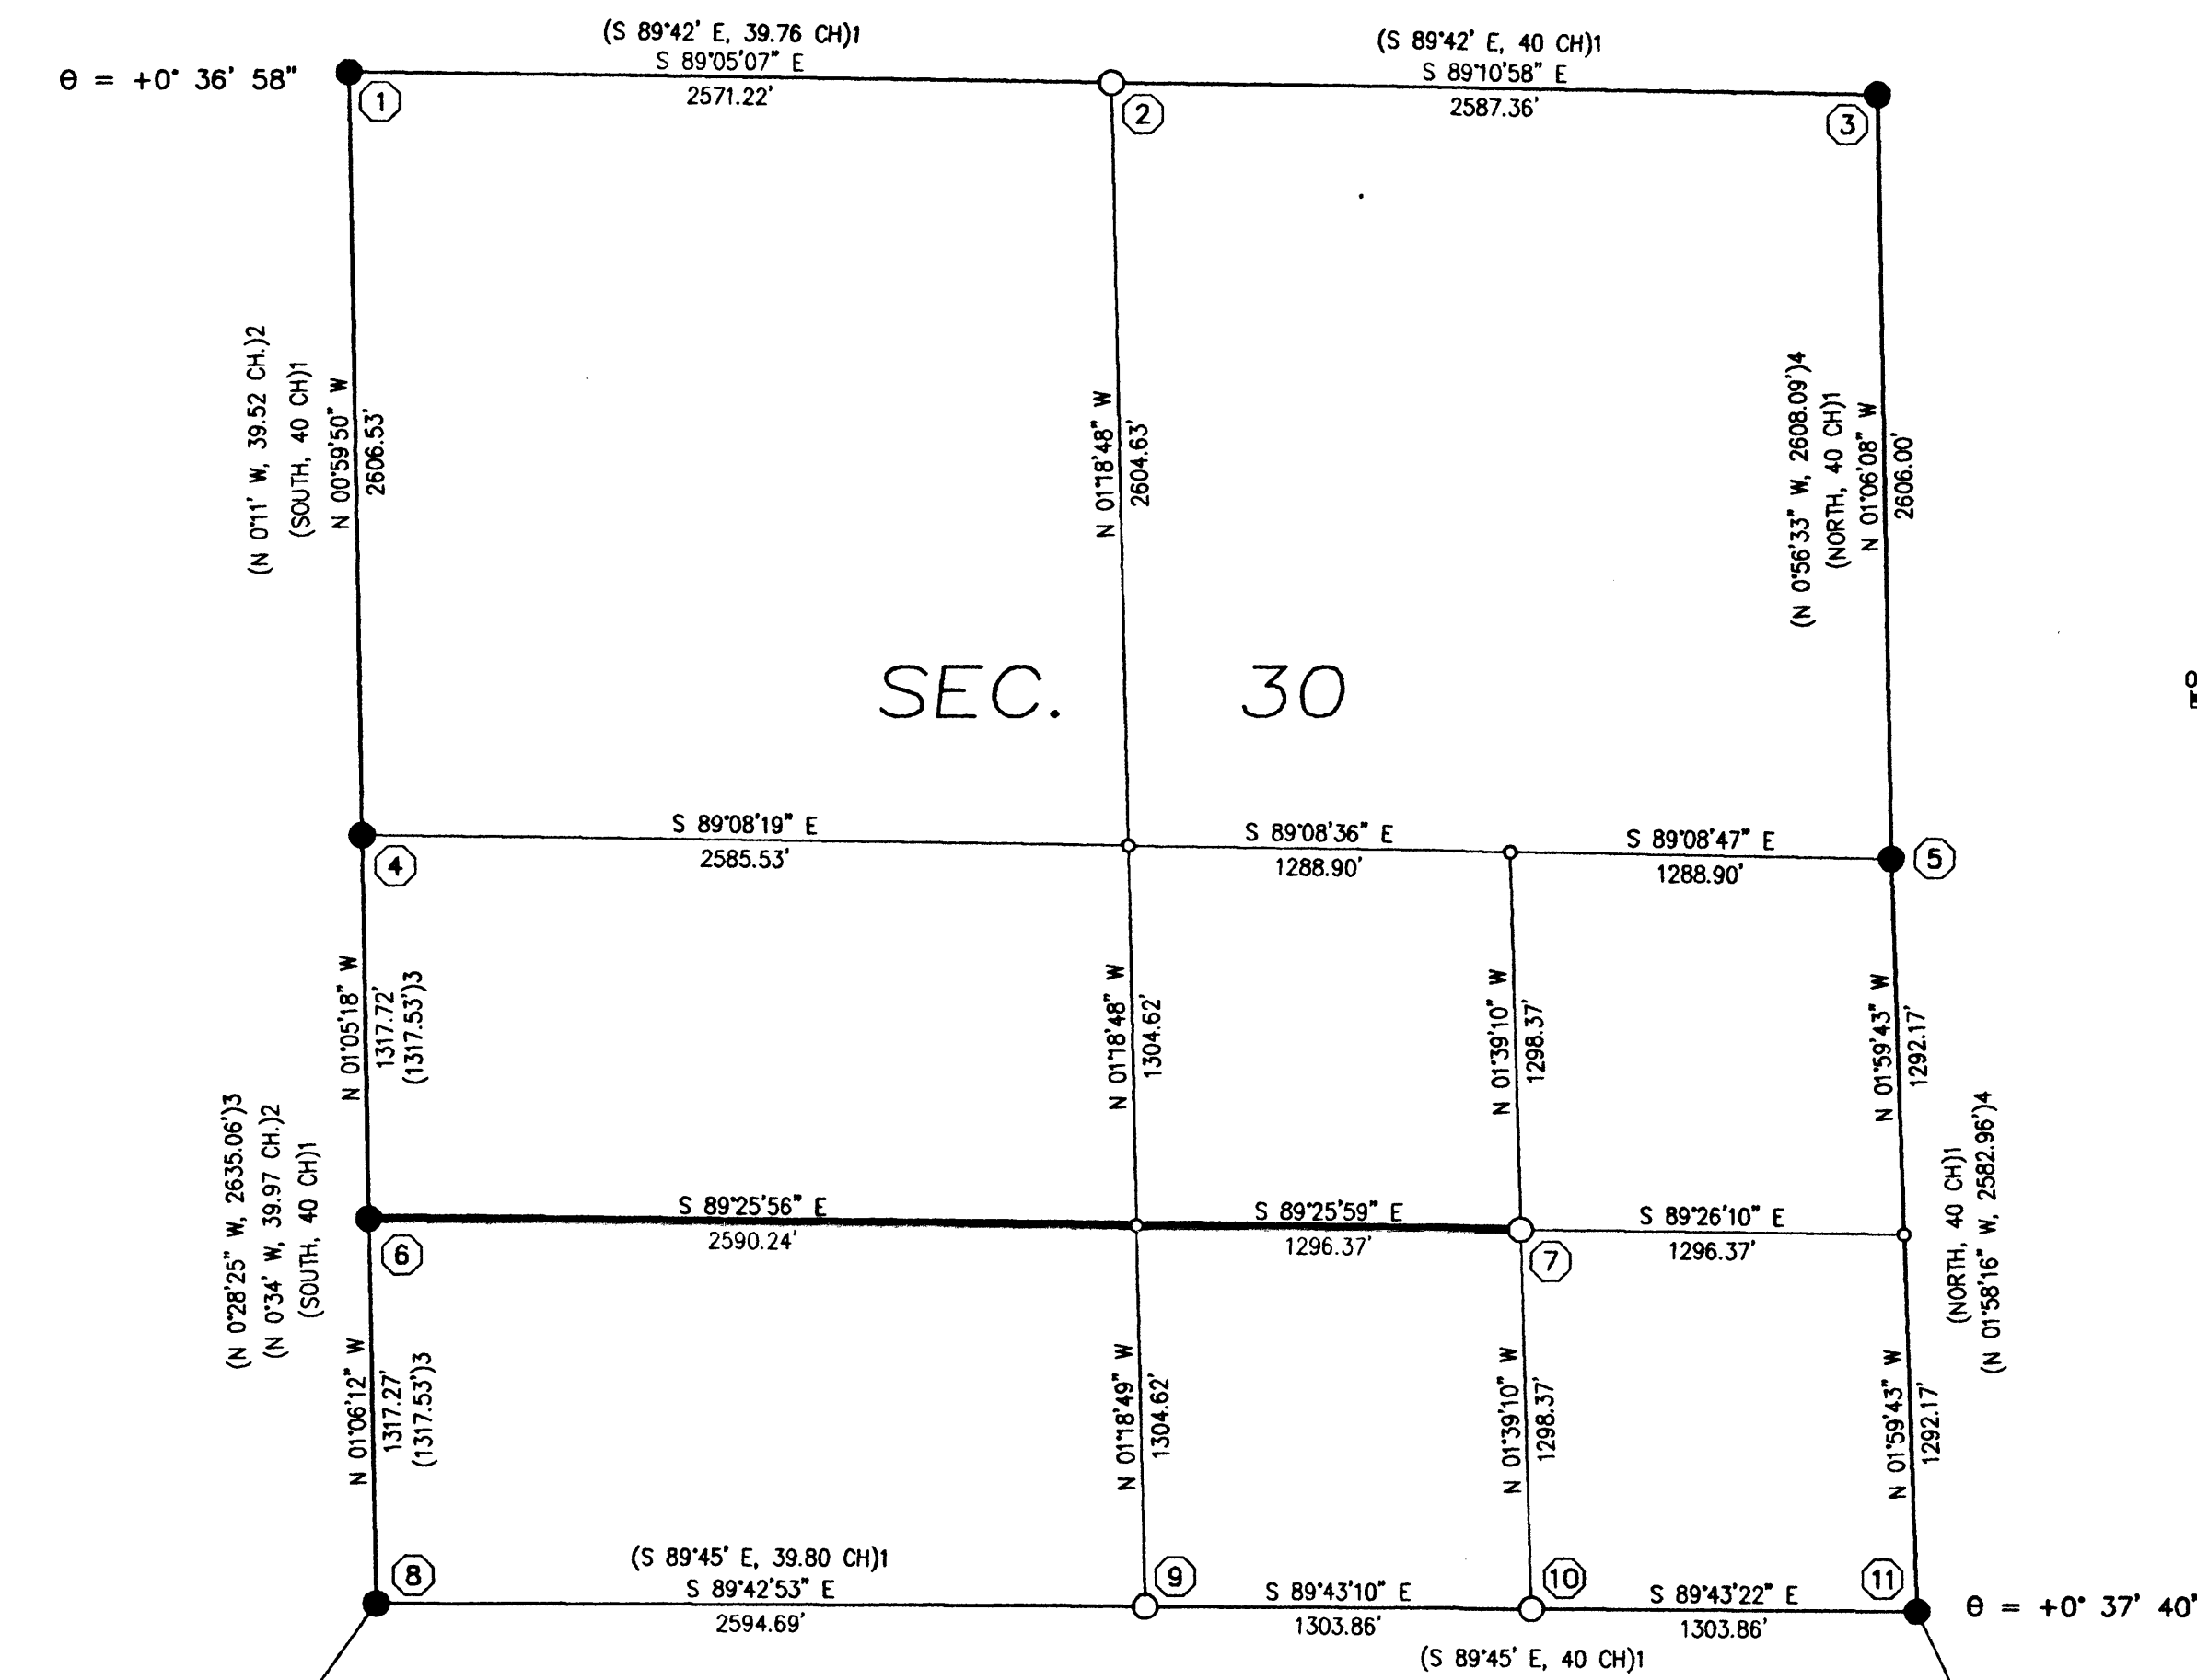 (S 89°42' E, 39.76 CH)1
S 89°05'07" E
2571.22'
(S 89°42' E, 40 CH)1
S 89°10'58" E
2587.36'
θ = +0° 36' 58"
1
2
3
(N 0°11' W, 39.52 CH.)2
(SOUTH, 40 CH)1
N 00°59'50" W
2606.53'
N 01°18'48" W
2604.63'
(N 0°56'33" W, 2608.09')4
(NORTH, 40 CH)1
N 01°06'08" W
2606.00'
SEC. 30
S 89°08'19" E
2585.53'
S 89°08'36" E
1288.90'
S 89°08'47" E
1288.90'
4
5
N 01°05'18" W
1317.72'
(1317.53')3
N 01°18'48" W
1304.62'
N 01°39'10" W
1298.37'
N 01°59'43" W
1292.17'
(N 0°28'25" W, 2635.06')3
(N 0°34' W, 39.97 CH.)2
(SOUTH, 40 CH)1
(NORTH, 40 CH)1
(N 01°58'16" W, 2582.96')4
S 89°25'56" E
2590.24'
S 89°25'59" E
1296.37'
S 89°26'10" E
1296.37'
6
7
N 01°06'12" W
1317.27'
(1317.53')3
N 01°18'49" W
1304.62'
N 01°39'10" W
1298.37'
N 01°59'43" W
1292.17'
8
9
10
11
(S 89°45' E, 39.80 CH)1
S 89°42'53" E
2594.69'
S 89°43'10" E
1303.86'
S 89°43'22" E
1303.86'
(S 89°45' E, 40 CH)1
θ = +0° 37' 40"